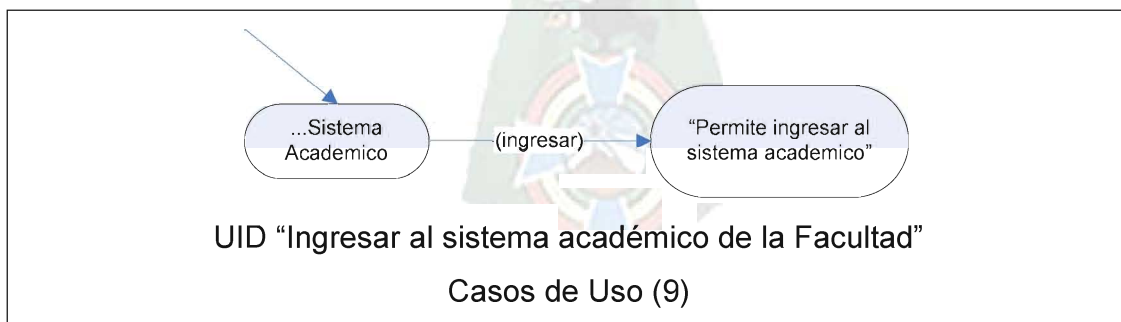 ...Sistema
Academico
(ingresar)
“Permite ingresar al
sistema academico”
UID “Ingresar al sistema académico de la Facultad”
Casos de Uso (9)